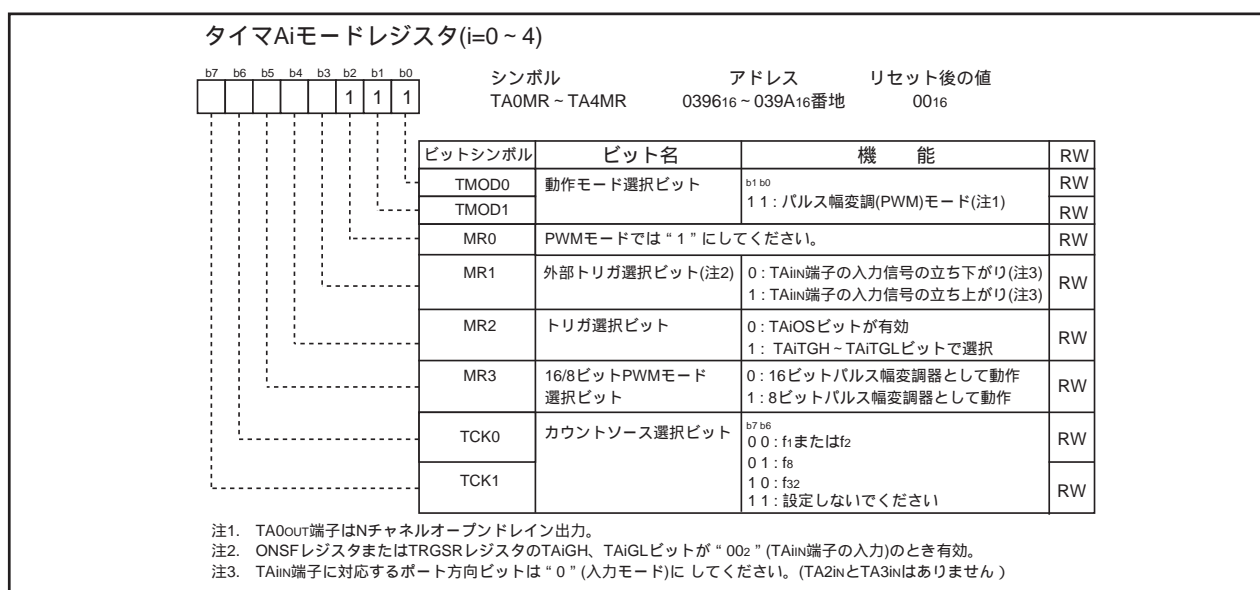 タイマAiモードレジスタ(i=0 ~ 4)
b7 b6 b5 b4 b3 b2 b1 b0
1 1 1
シンボル アドレス リセット後の値
TA0MR ~ TA4MR 039616 ~ 039A16番地 0016
ビットシンボル ビット名 機 能 RW
TMOD0 動作モード選択ビット b1 b0 RW
1 1 : パルス幅変調(PWM)モード(注1)
TMOD1 RW
MR0 PWMモードでは “ 1 ” にしてください。 RW
MR1 外部トリガ選択ビット(注2) 0 : TAiIN端子の入力信号の立ち下がり(注3)
1 : TAiIN端子の入力信号の立ち上がり(注3) RW
MR2 トリガ選択ビット 0 : TAiOSビットが有効
1 : TAiTGH ~ TAiTGLビットで選択 RW
MR3 16/8ビットPWMモード 0 : 16ビットパルス幅変調器として動作
選択ビット 1 : 8ビットパルス幅変調器として動作 RW
TCK0 カウントソース選択ビット b7 b6
0 0 : f1またはf2 RW
0 1 : f8
TCK1 1 0 : f32
1 1 : 設定しないでください RW
注1. TA0OUT端子はNチャネルオープンドレイン出力。
注2. ONSFレジスタまたはTRGSRレジスタのTAiGH、TAiGLビットが “ 002 ” (TAiIN端子の入力)のとき有効。
注3. TAiIN端子に対応するポート方向ビットは “ 0 ” (入力モード)に してください。(TA2INとTA3INはありません )